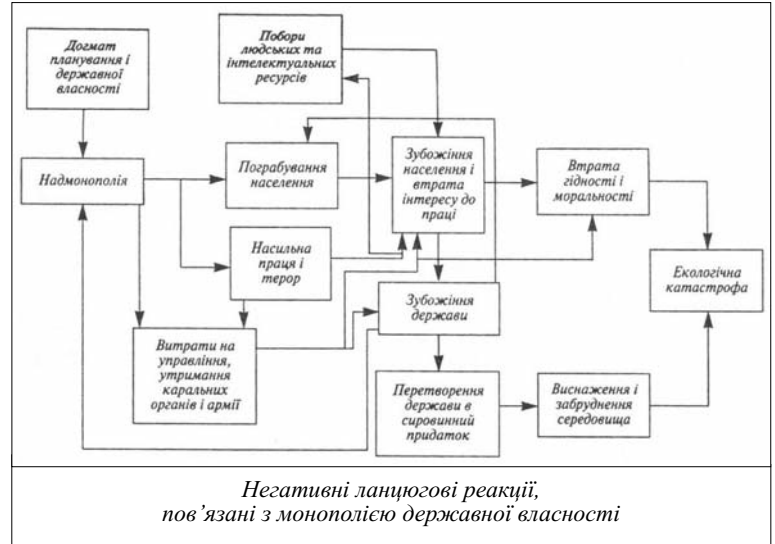 Догмат
планування і
державної
власності
Побори
людських та
інтелектуальних
ресурсів
Надмонополія
Пограбування
населення
Зубожіння
населення і
втрата
інтересу до
праці
Втрата
гідності і
моральності
Насильна
праця і
терор
Екологічна
катастрофа
Зубожіння
держави
Витрати на
управління,
утримання
каральних
органів і армії
Перетворення
держави в
сировинний
придаток
Виснаження і
забруднення
середовища
Негативні ланцюгові реакції,
пов’язані з монополією державної власності